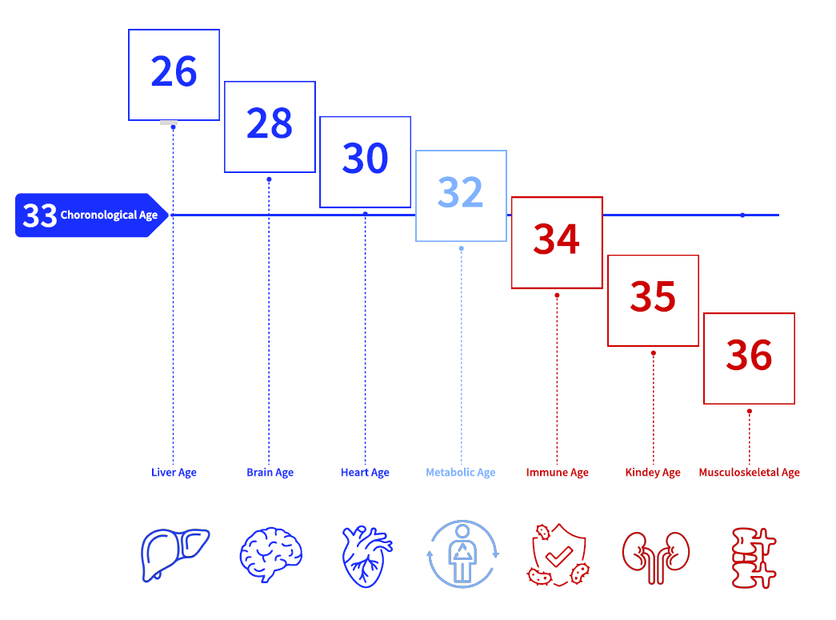 26
28
30
32
33 Choronological Age
34
35
36
Liver Age
Brain Age
Heart Age
Metabolic Age
Immune Age
Kindey Age
Musculoskeletal Age